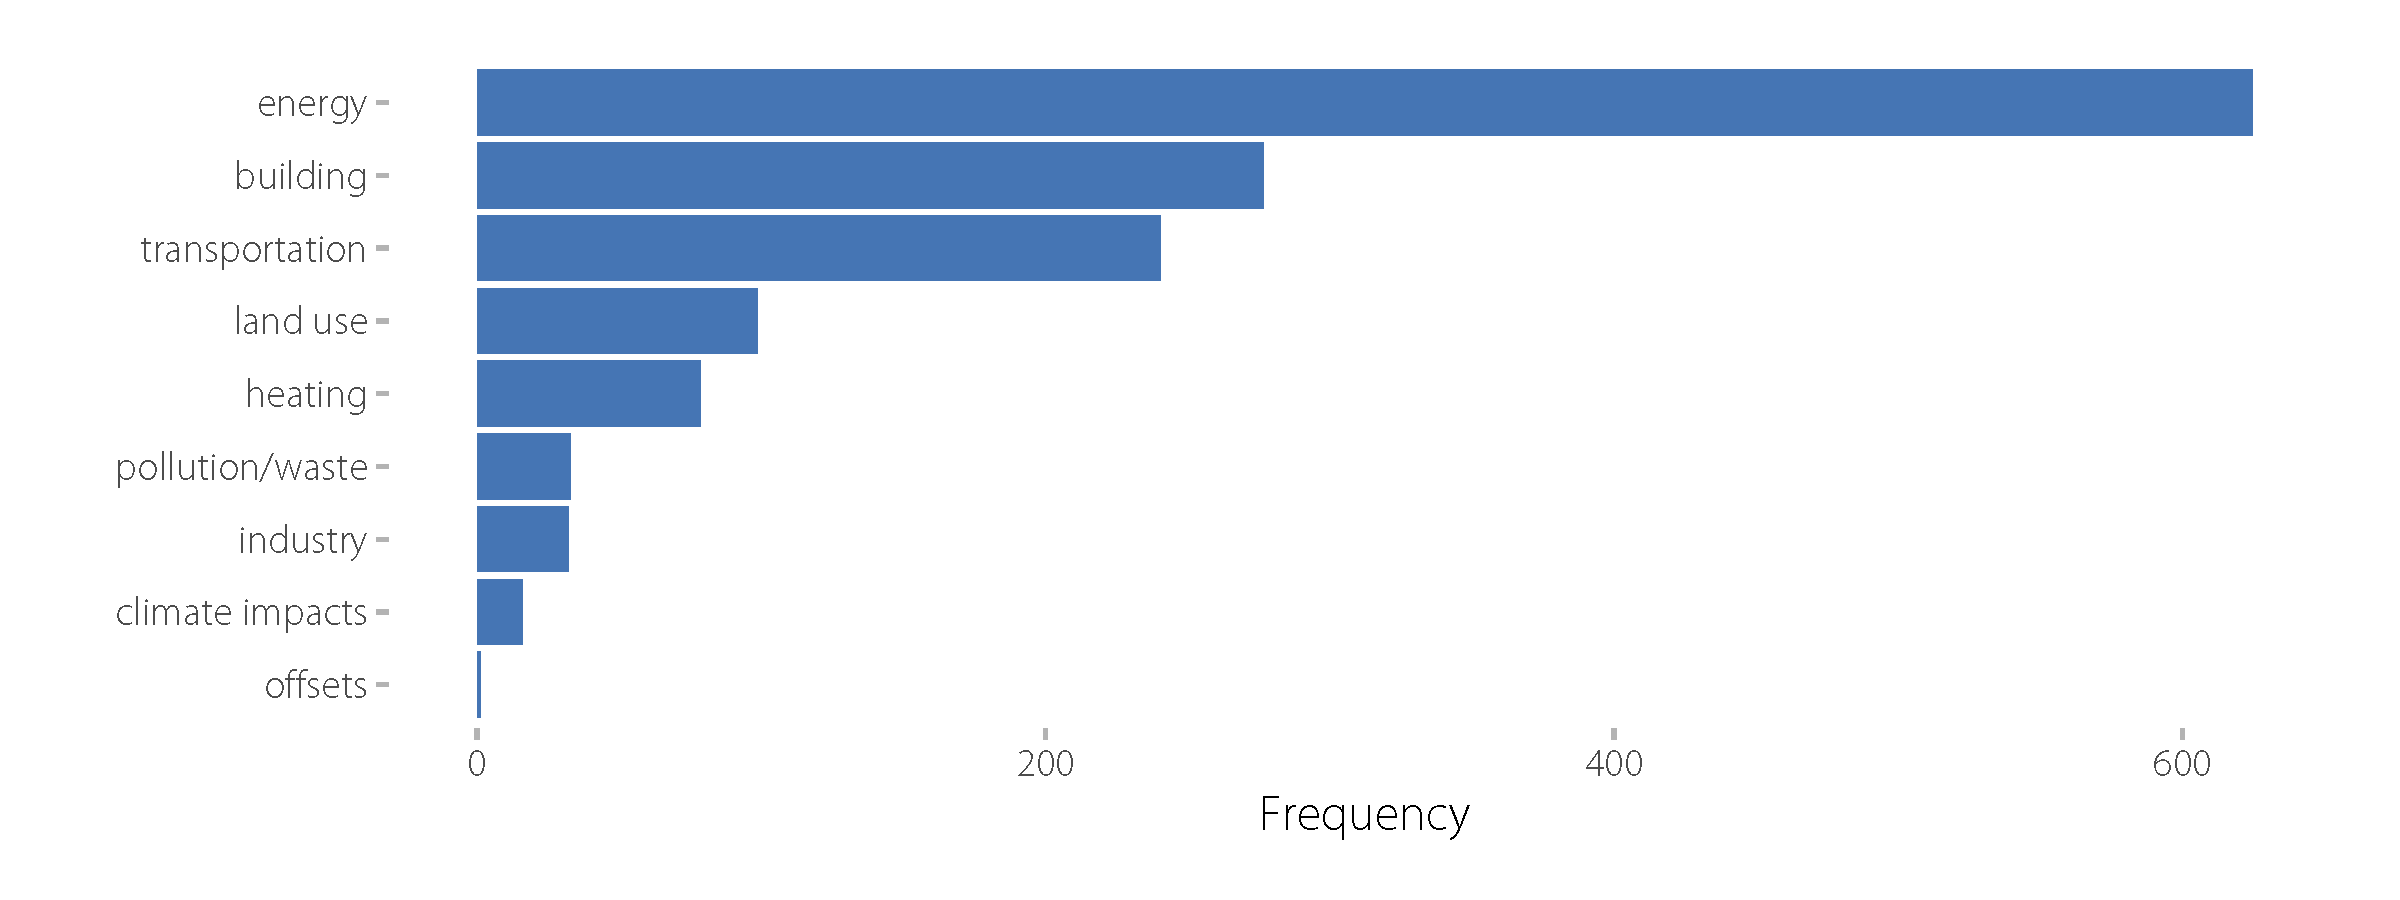 energy
building
transportation
land use
heating
pollution/waste
industry
climate impacts
offsets
0 200 400 600
Frequency